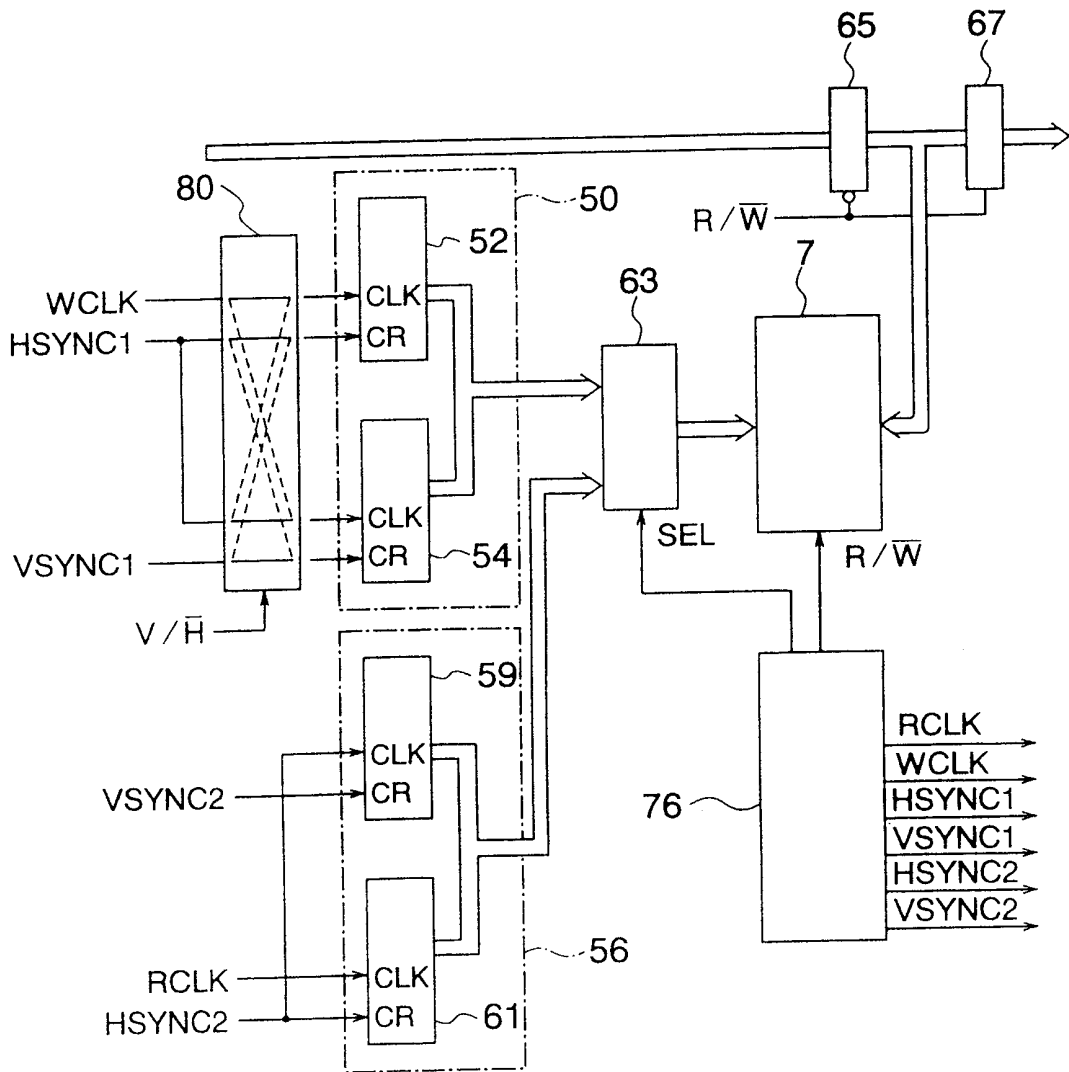 65
67
80
50
R/W̅
52
7
WCLK
CLK
63
HSYNC1
CR
CLK
SEL
VSYNC1
CR
54
R/W̅
V/H̅
59
RCLK
CLK
WCLK
VSYNC2
CR
76
HSYNC1
VSYNC1
HSYNC2
VSYNC2
56
RCLK
CLK
HSYNC2
CR
61